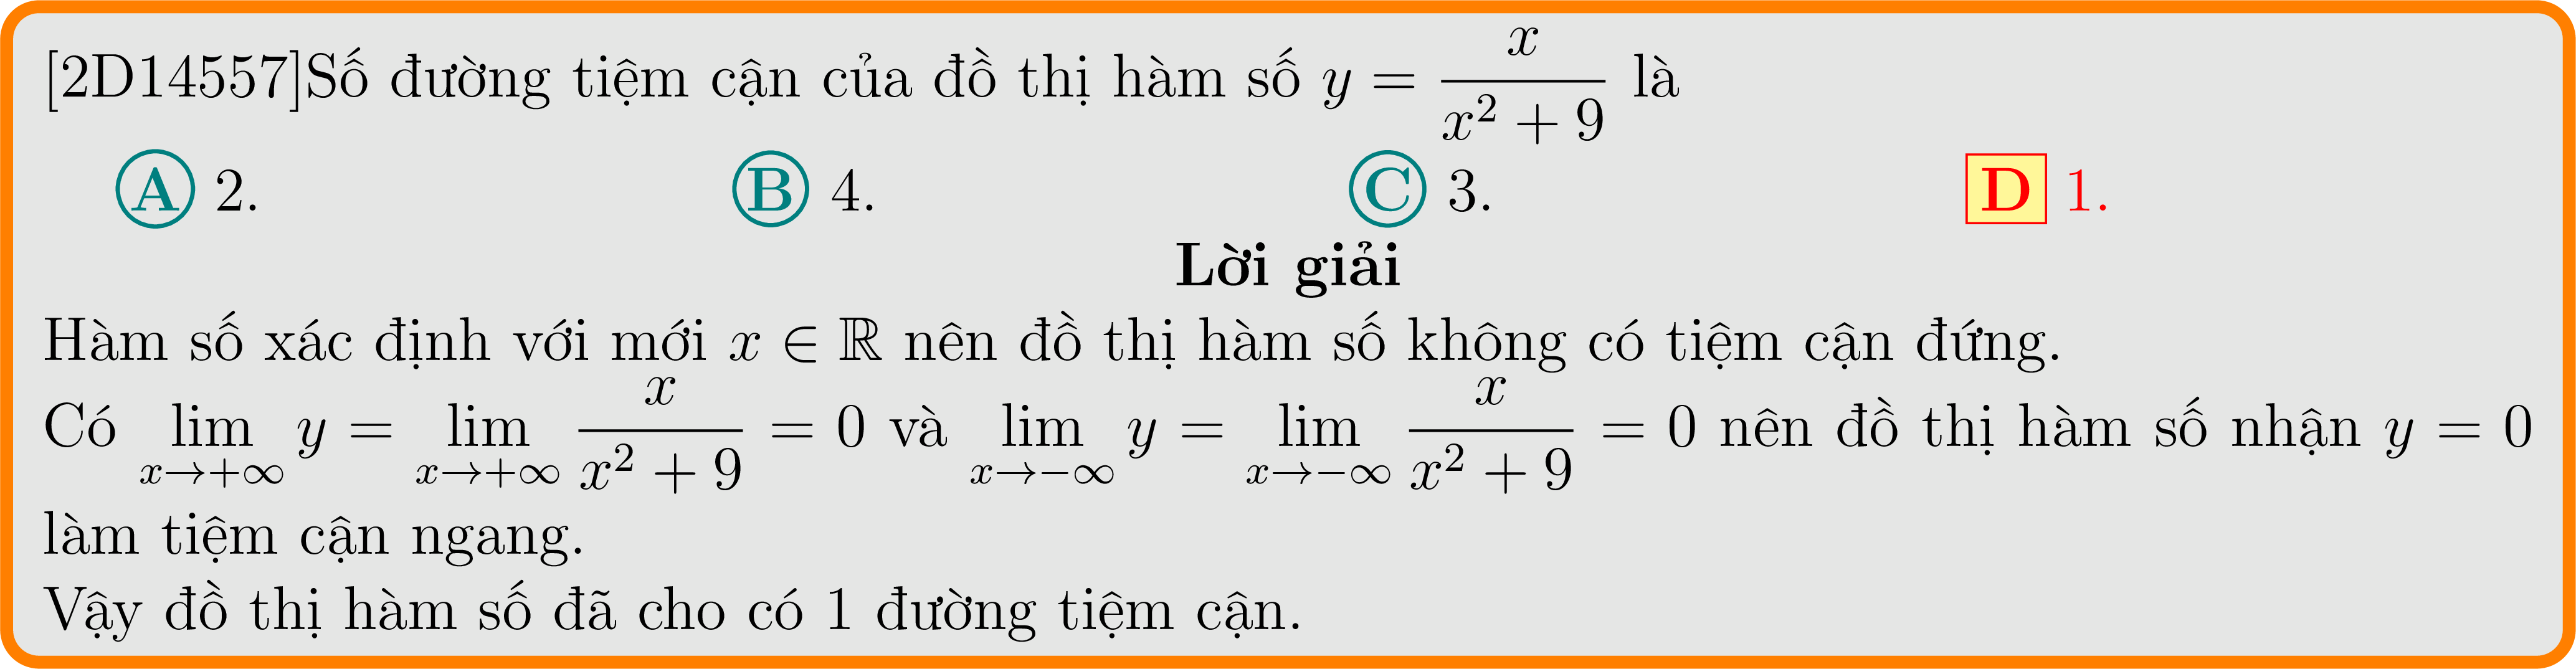 [2D14557]Số đường tiệm cận của đồ thị hàm số $y = \dfrac{x}{x^2 + 9}$ là
A 2. B 4. C 3. D 1.
Lời giải
Hàm số xác định với mới $x \in \mathbb{R}$ nên đồ thị hàm số không có tiệm cận đứng.
Có $\lim\limits_{x \to +\infty} y = \lim\limits_{x \to +\infty} \dfrac{x}{x^2 + 9} = 0$ và $\lim\limits_{x \to -\infty} y = \lim\limits_{x \to -\infty} \dfrac{x}{x^2 + 9} = 0$ nên đồ thị hàm số nhận $y = 0$
làm tiệm cận ngang.
Vậy đồ thị hàm số đã cho có 1 đường tiệm cận.